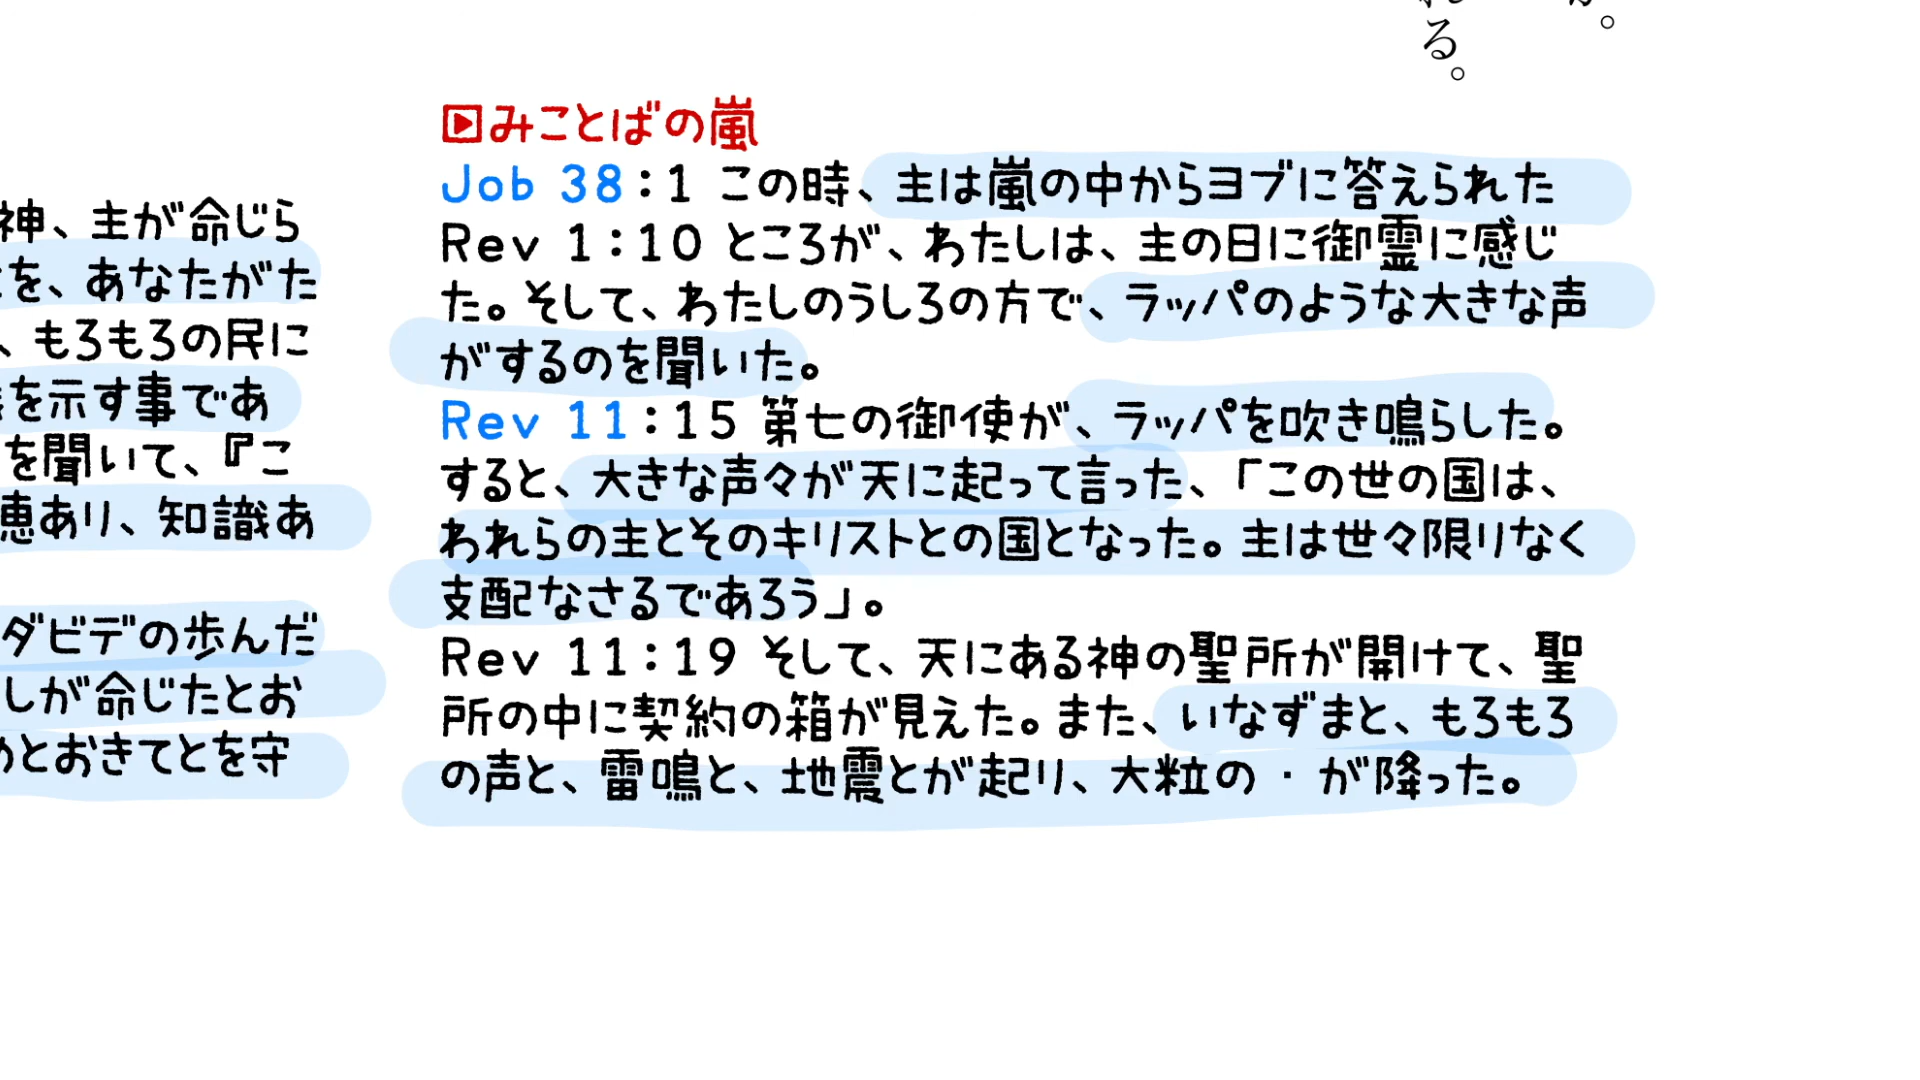 る。
。
神、主が命じら
を、あなたがた
、もろもろの民に
を示す事であ
を聞いて、『こ
恵あり、知識あ
ダビデの歩んだ
しが命じたとお
めとおきてとを守
▶みことばの嵐
Job 38:1 この時、主は嵐の中からヨブに答えられた
Rev 1:10 ところが、わたしは、主の日に御霊に感じ
た。そして、わたしのうしろの方で、ラッパのような大きな声
がするのを聞いた。
Rev 11:15 第七の御使が、ラッパを吹き鳴らした。
すると、大きな声々が天に起って言った、「この世の国は、
われらの主とそのキリストとの国となった。主は世々限りなく
支配なさるであろう」。
Rev 11:19 そして、天にある神の聖所が開けて、聖
所の中に契約の箱が見えた。また、いなずまと、もろもろ
の声と、雷鳴と、地震とが起り、大粒の・が降った。